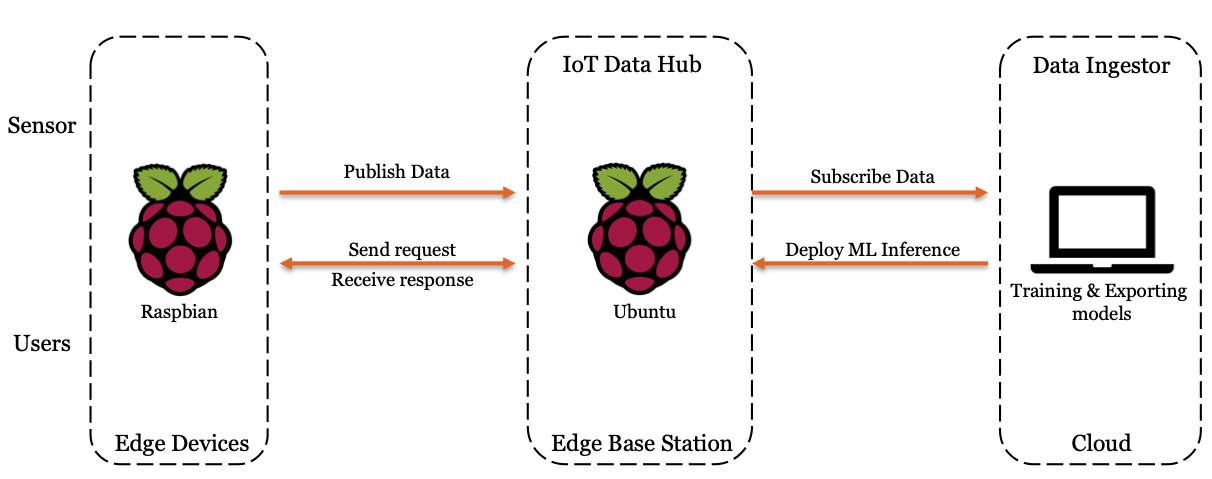 IoT Data Hub
Data Ingestor
Sensor
Publish Data
Subscribe Data
Send request
Deploy ML Inference
Receive response
Training & Exporting
models
Raspbian
Ubuntu
Users
Edge Devices
Edge Base Station
Cloud